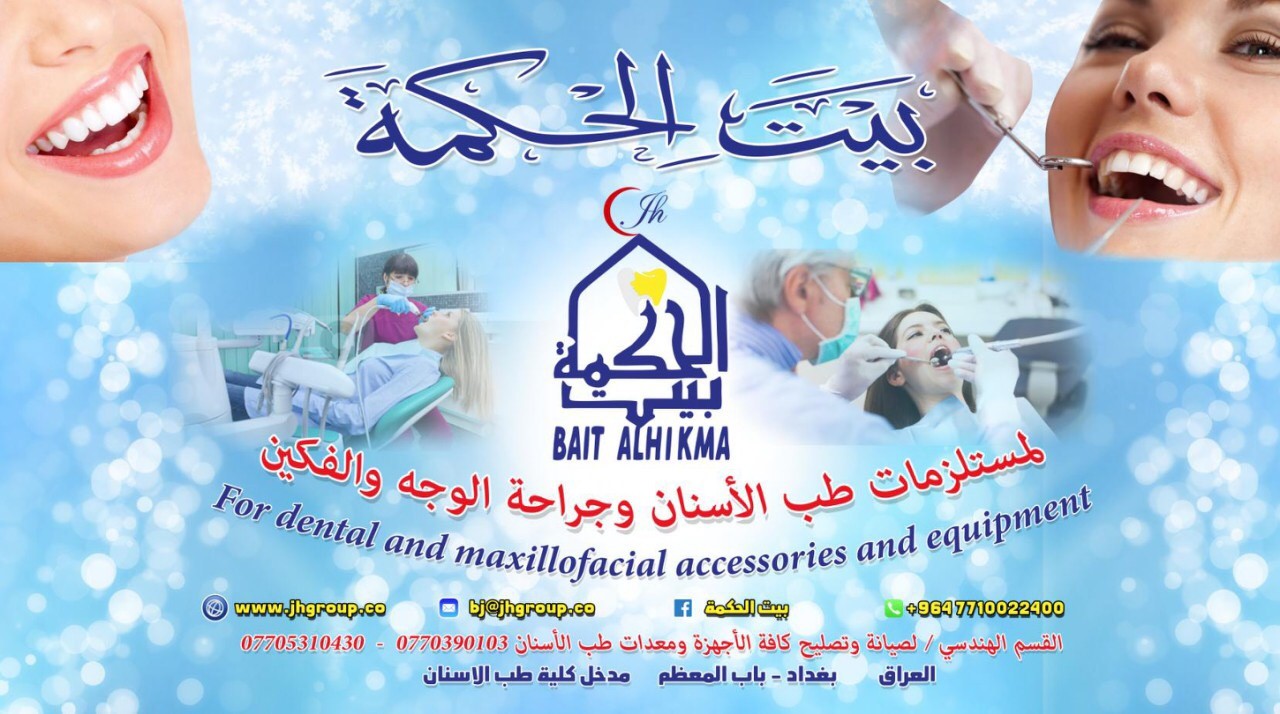 بيت الحكمة
Jh
الحكمة
بيت
BAIT ALHIKMA
لمستلزمات طب الأسنان وجراحة الوجه والفكين
For dental and maxillofacial accessories and equipment
www.jhgroup.co bj@jhgroup.co بيت الحكمة +964 7710022400
القسم الهندسي / لصيانة وتصليح كافة الأجهزة ومعدات طب الأسنان 0770390103 - 07705310430
العراق بغداد - باب المعظم مدخل كلية طب الاسنان